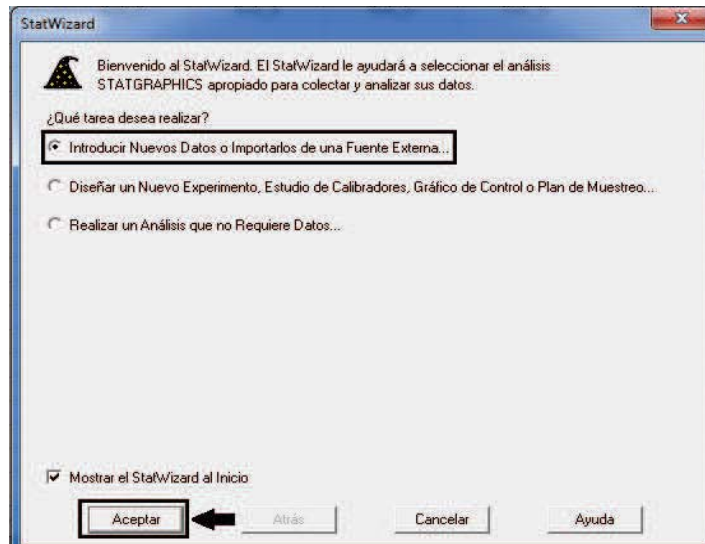 StatWizard
Bienvenido al StatWizard. El StatWizard le ayudará a seleccionar el análisis
STATGRAPHICS apropiado para colectar y analizar sus datos.
¿Qué tarea desea realizar?
Introducir Nuevos Datos o Importarlos de una Fuente Externa...
Diseñar un Nuevo Experimento, Estudio de Calibradores, Gráfico de Control o Plan de Muestreo...
Realizar un Análisis que no Requiere Datos...
Mostrar el StatWizard al Inicio
Aceptar Atrás Cancelar Ayuda